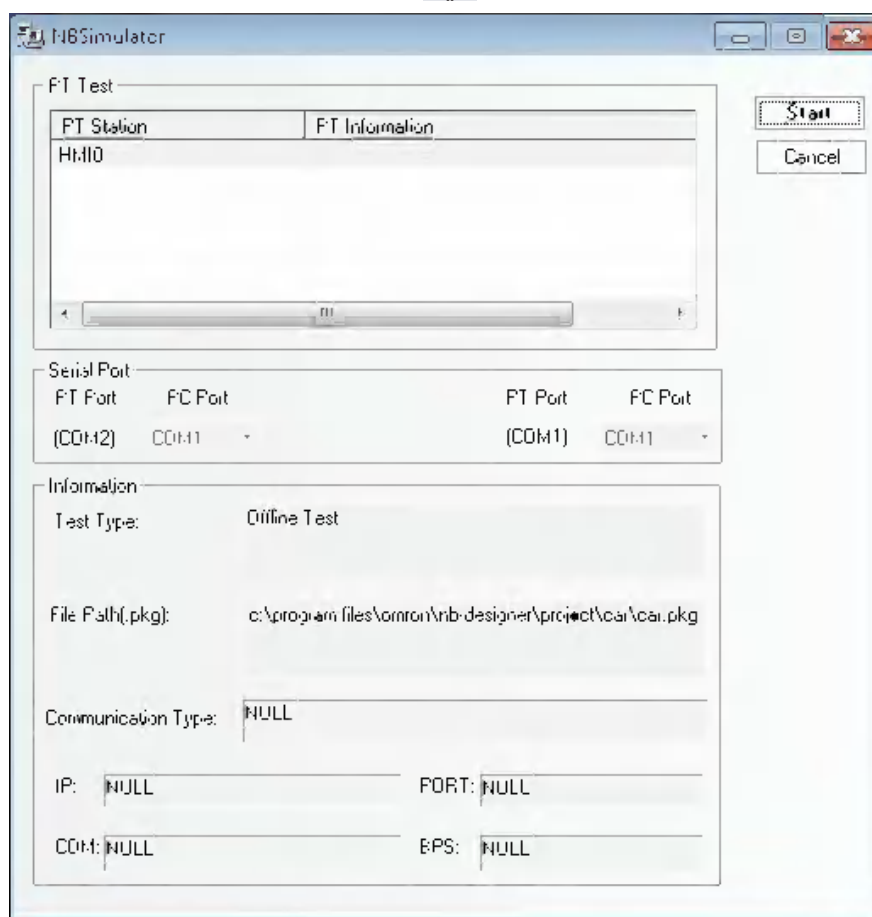 NBSimulator
PT Test
PT Station PT Information
HMI0
Start
Cancel
Serial Port
PT Port PC Port PT Port PC Port
(COM2) COM1 (COM1) COM1
Information
Test Type: Offline Test
File Path(.pkg): c:\program files\omron\nb-designer\project\car\car.pkg
Communication Type: NULL
IP: NULL PORT: NULL
COM: NULL BPS: NULL